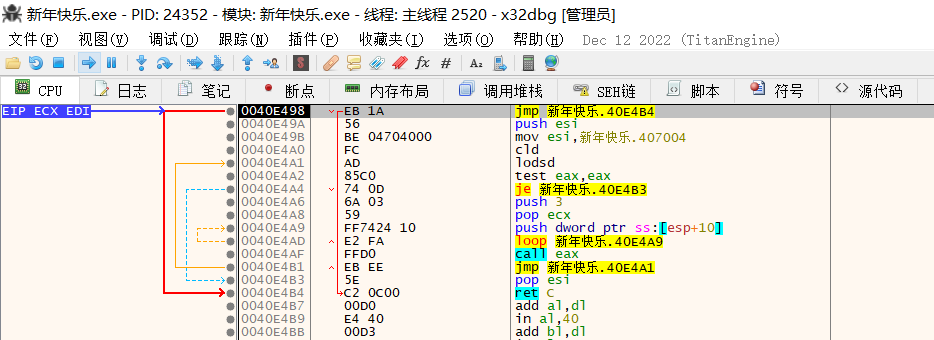 新年快乐.exe - PID: 24352 - 模块: 新年快乐.exe - 线程: 主线程 2520 - x32dbg [管理员]
文件(F) 视图(V) 调试(D) 跟踪(N) 插件(P) 收藏夹(I) 选项(O) 帮助(H) Dec 12 2022 (TitanEngine)
CPU 日志 笔记 断点 内存布局 调用堆栈 SEH链 脚本 符号 源代码
EIP ECX EDI 0040E498 EB 1A jmp 新年快乐.40E4B4
0040E49A 56 push esi
0040E49B BE 04704000 mov esi,新年快乐.407004
0040E4A0 FC cld
0040E4A1 AD lodsd
0040E4A2 85C0 test eax,eax
0040E4A4 74 0D je 新年快乐.40E4B3
0040E4A6 6A 03 push 3
0040E4A8 59 pop ecx
0040E4A9 FF7424 10 push dword ptr ss:[esp+10]
0040E4AD E2 FA loop 新年快乐.40E4A9
0040E4AF FFD0 call eax
0040E4B1 EB EE jmp 新年快乐.40E4A1
0040E4B3 5E pop esi
0040E4B4 C2 0C00 ret C
0040E4B7 00D0 add al,dl
0040E4B9 E4 40 in al,40
0040E4BB 00D3 add bl,dl